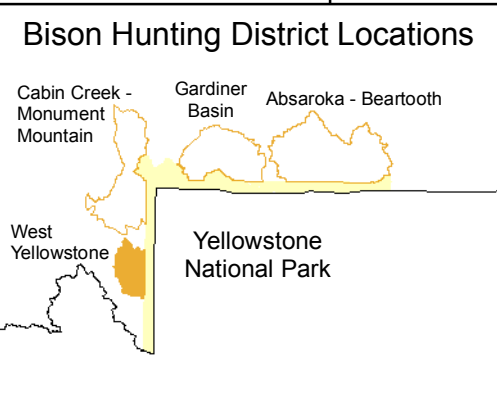 Bison Hunting District Locations
Cabin Creek -
Monument
Mountain
Gardiner
Basin
Absaroka - Beartooth
West
Yellowstone
Yellowstone
National Park